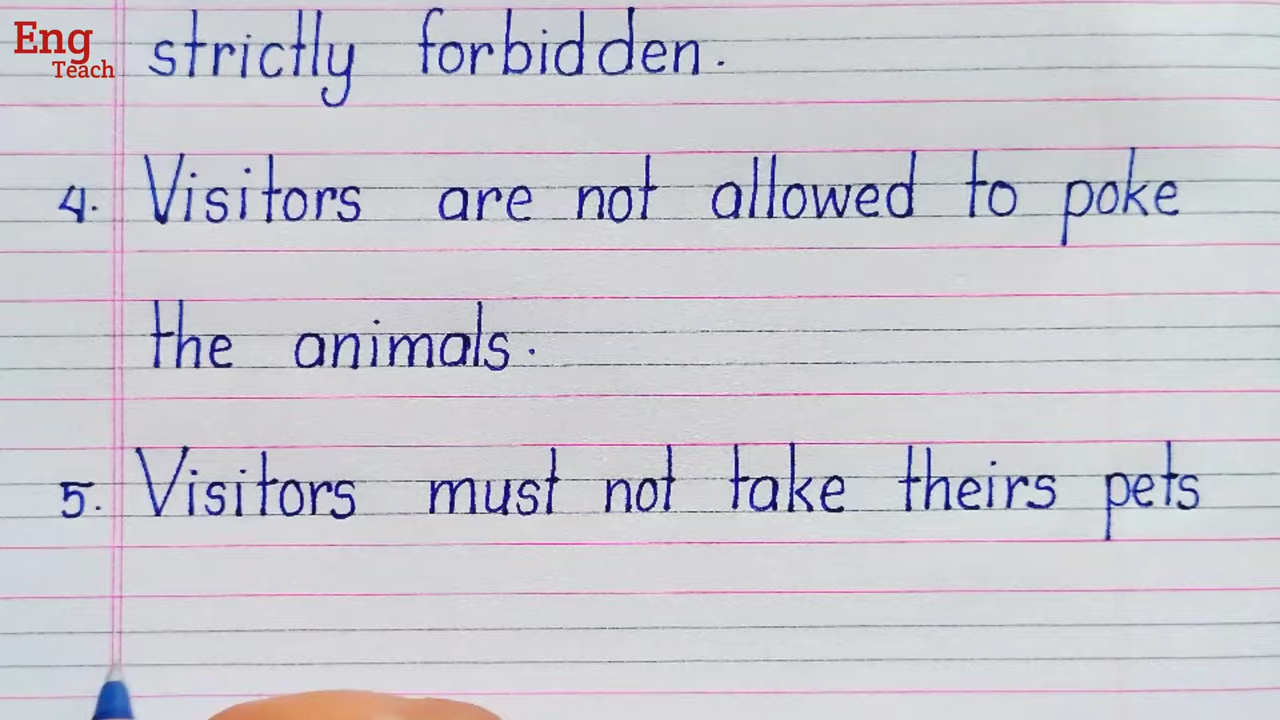 Eng
Teach
strictly forbidden.
4. Visitors are not allowed to poke
the animals.
5. Visitors must not take theirs pets